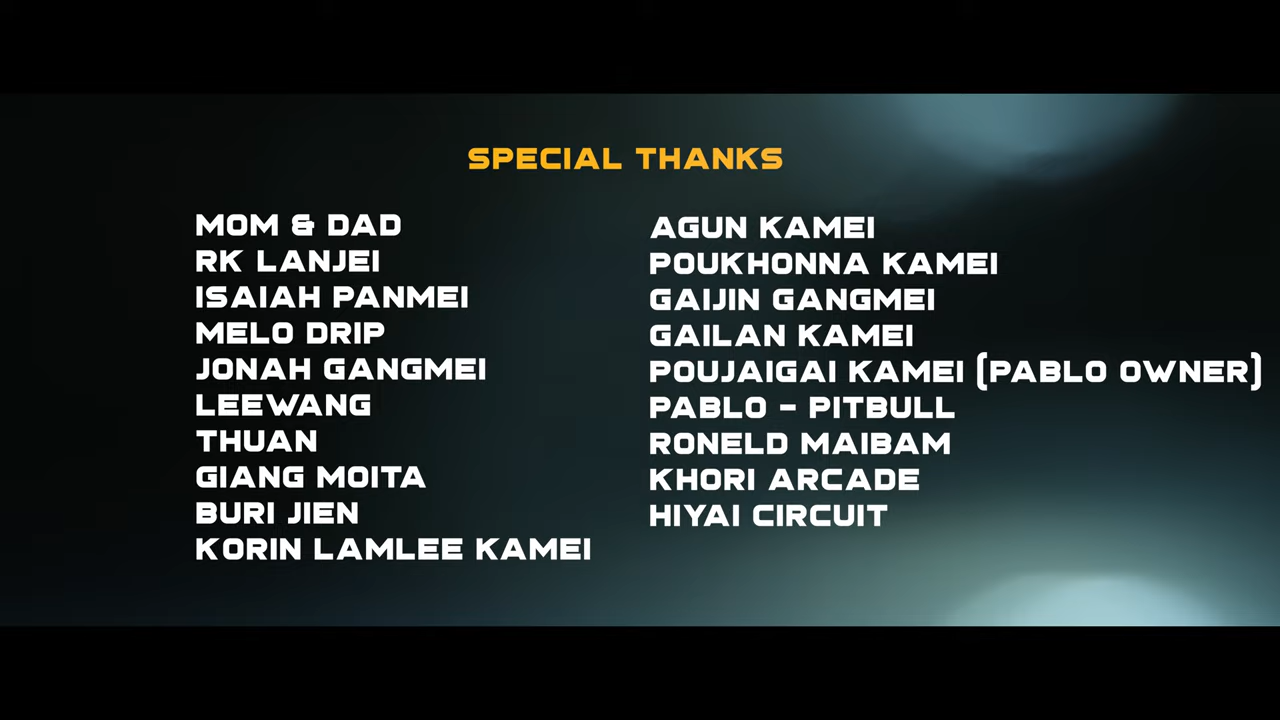 SPECIAL THANKS
MOM & DAD
RK LANJEI
ISAIAH PANMEI
MELO DRIP
JONAH GANGMEI
LEEWANG
THUAN
GIANG MOITA
BURI JIEN
KORIN LAMLEE KAMEI
AGUN KAMEI
POUKHONNA KAMEI
GAIJIN GANGMEI
GAILAN KAMEI
POUJAIGAI KAMEI (PABLO OWNER)
PABLO - PITBULL
RONELD MAIBAM
KHORI ARCADE
HIYAI CIRCUIT